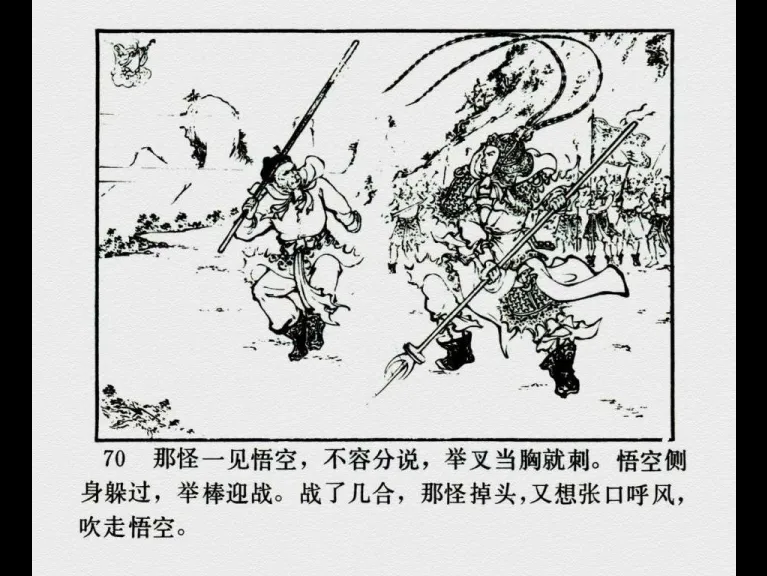 70 那怪一见悟空，不容分说，举叉当胸就刺。悟空侧
身躲过，举棒迎战。战了几合，那怪掉头，又想张口呼风，
吹走悟空。